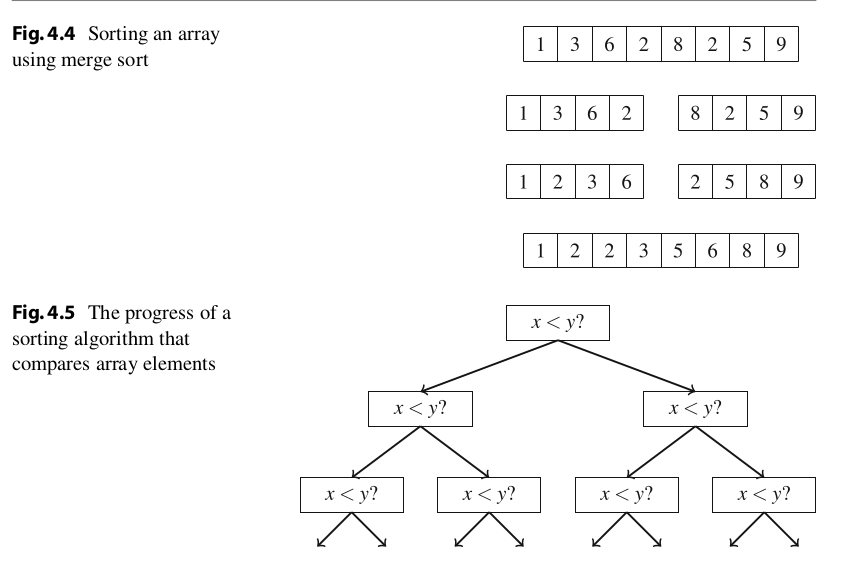 Fig. 4.4 Sorting an array
using merge sort
1 3 6 2 8 2 5 9
1 3 6 2 8 2 5 9
1 2 3 6 2 5 8 9
1 2 2 3 5 6 8 9
Fig. 4.5 The progress of a
sorting algorithm that
compares array elements
x < y?
x < y? x < y?
x < y? x < y? x < y? x < y?